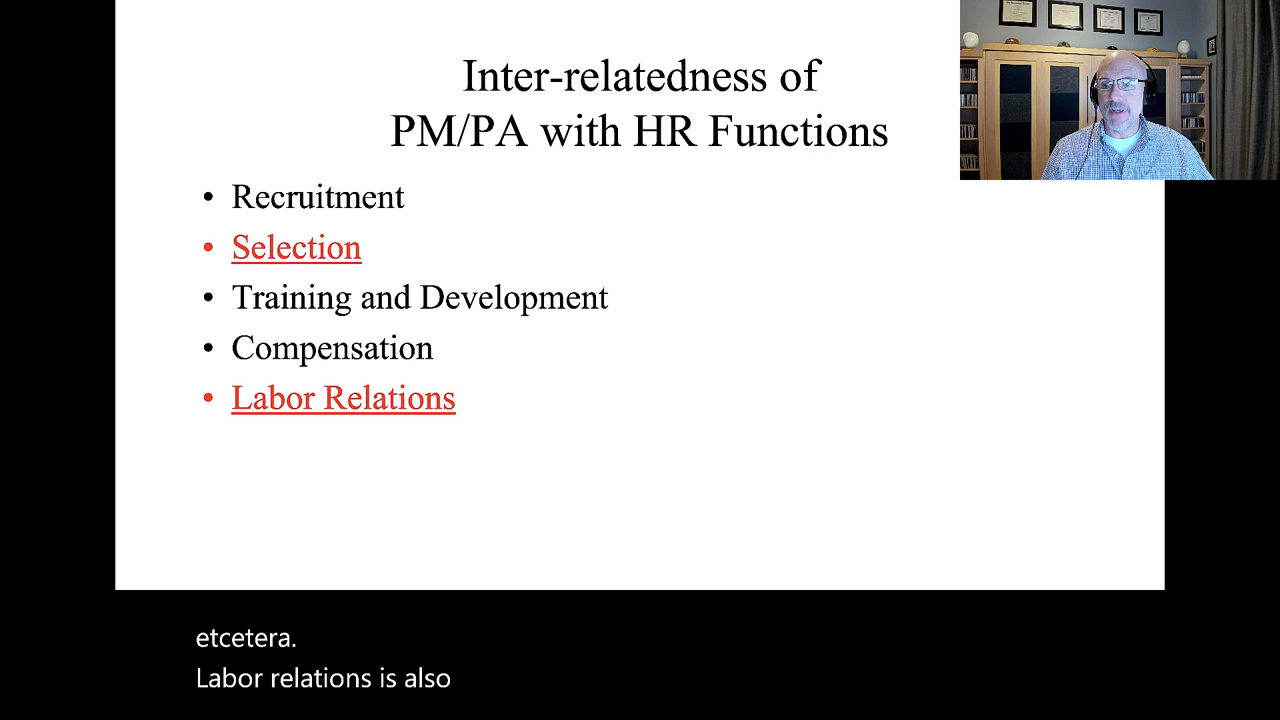 Inter-relatedness of
PM/PA with HR Functions
• Recruitment
• Selection
• Training and Development
• Compensation
• Labor Relations
etcetera.
Labor relations is also